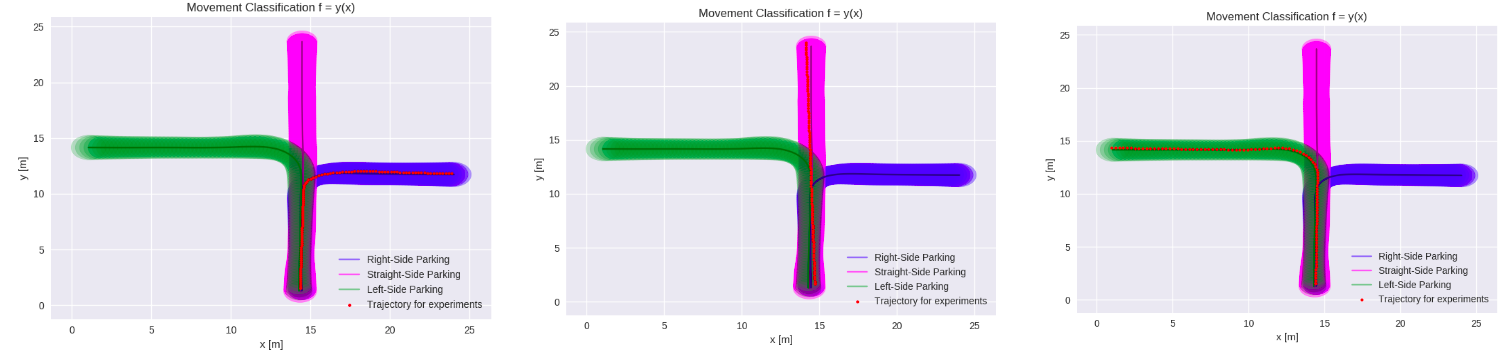 Movement Classification f = y(x)
25
20
15
10
5
0
y [m]
Right-Side Parking
Straight-Side Parking
Left-Side Parking
Trajectory for experiments
0 5 10 15 20 25
x [m]
Movement Classification f = y(x)
25
20
15
10
5
0
y [m]
Right-Side Parking
Straight-Side Parking
Left-Side Parking
Trajectory for experiments
0 5 10 15 20 25
x [m]
Movement Classification f = y(x)
25
20
15
10
5
0
y [m]
Right-Side Parking
Straight-Side Parking
Left-Side Parking
Trajectory for experiments
0 5 10 15 20 25
x [m]